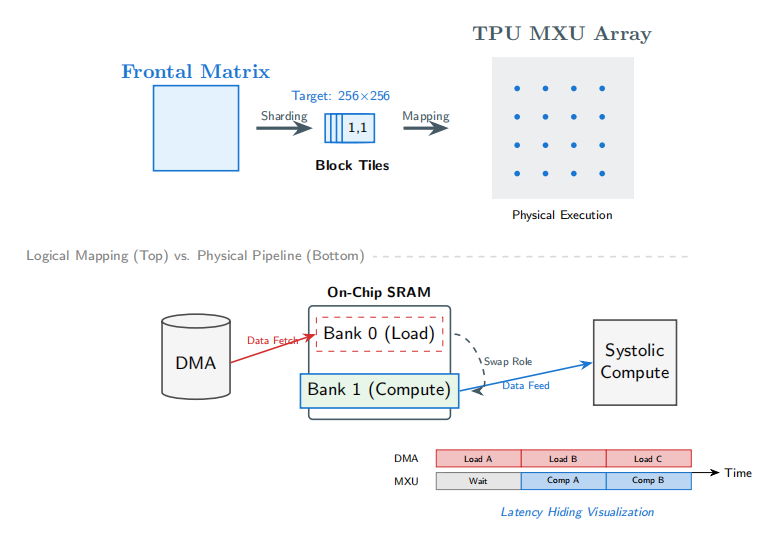 TPU MXU Array
Frontal Matrix
Target: 256×256
Sharding
1,1
Mapping
Block Tiles
Physical Execution
Logical Mapping (Top) vs. Physical Pipeline (Bottom)
On-Chip SRAM
DMA
Data Fetch
Bank 0 (Load)
Swap Role
Bank 1 (Compute)
Data Feed
Systolic
Compute
DMA
Load A
Load B
Load C
Time
MXU
Wait
Comp A
Comp B
Latency Hiding Visualization